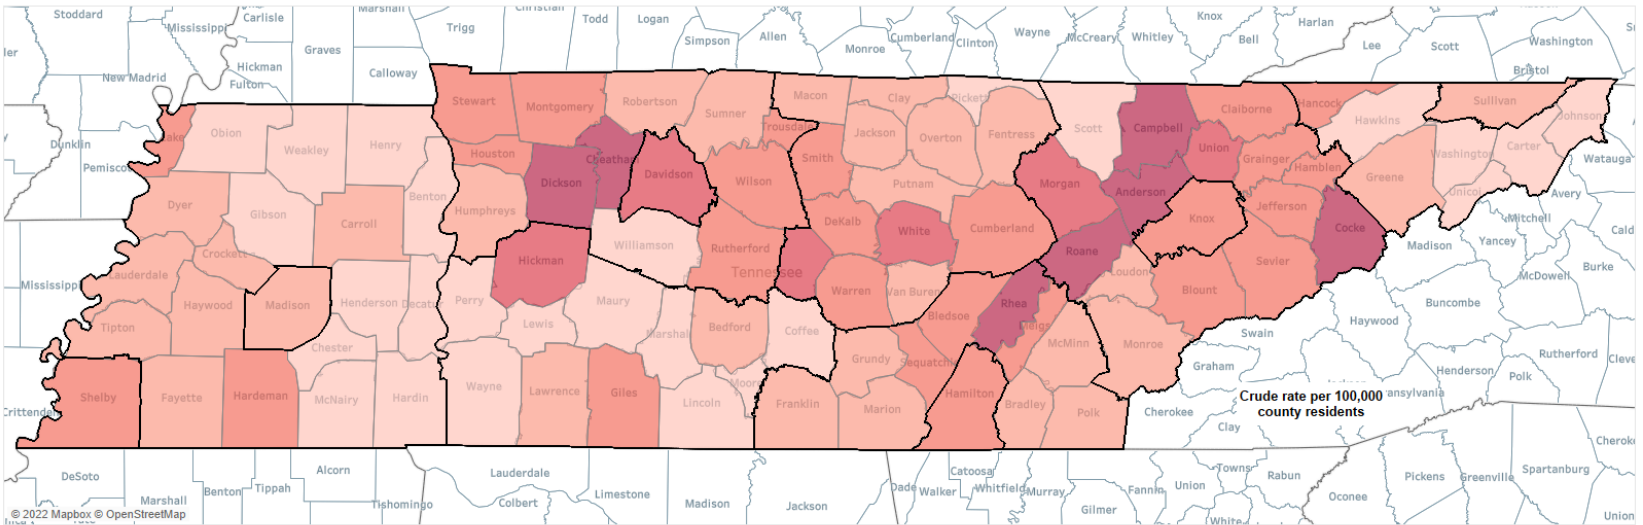 Stoddard
Mississippi
Carlisle
Marshall
Christian
Todd
Logan
Trigg
Graves
Hickman
Fulton
Calloway
New Madrid
Simpson
Allen
Monroe
Cumberland
Clinton
Wayne
McCreary
Whitley
Knox
Bell
Harlan
Lee
Scott
Washington
Bristol
Dunklin
Pemisco
Mississippi
Crittenden
Obion
Weakley
Henry
Benton
Dyer
Gibson
Carroll
Crockett
Lauderdale
Haywood
Madison
Henderson
Decatur
Tipton
Chester
Shelby
Fayette
Hardeman
McNairy
Hardin
Stewart
Montgomery
Robertson
Sumner
Macon
Clay
Pickett
Trousdale
Houston
Dickson
Cheatham
Davidson
Wilson
Smith
Jackson
Overton
Fentress
Scott
Campbell
Claiborne
Hancock
Hawkins
Sullivan
Johnson
Union
Grainger
Hamblen
Greene
Washington
Carter
Unicoi
Humphreys
Hickman
Williamson
Rutherford
Tennessee
DeKalb
White
Putnam
Cumberland
Morgan
Anderson
Roane
Knox
Jefferson
Cocke
Sevier
Blount
Loudon
Perry
Lewis
Maury
Marshall
Bedford
Coffee
Warren
Van Buren
Bledsoe
Rhea
Meigs
McMinn
Monroe
Wayne
Lawrence
Giles
Lincoln
Moore
Franklin
Grundy
Sequatchie
Marion
Hamilton
Bradley
Polk
Watauga
Avery
Mitchell
Yancey
Madison
McDowell
Burke
Cald
Buncombe
Haywood
Swain
Graham
Rutherford
Cleve
Henderson
Polk
ansylvania
Crude rate per 100,000
county residents
Cherokee
Clay
DeSoto
Marshall
Benton
Tippah
Alcorn
Tishomingo
Lauderdale
Colbert
Limestone
Madison
Jackson
Dade
Walker
Catoosa
Whitfield
Murray
Gilmer
Fannin
Union
Towns
White
Rabun
Oconee
Pickens
Greenville
Spartanburg
Cherok
Union
© 2022 Mapbox © OpenStreetMap